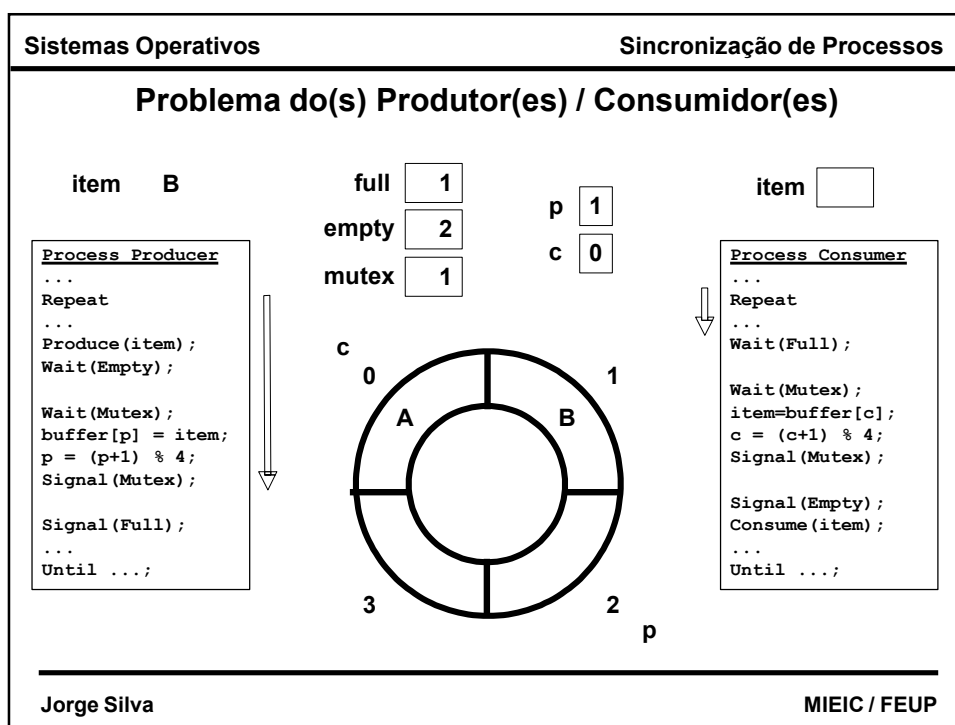 Sistemas Operativos
Sincronização de Processos
Problema do(s) Produtor(es) / Consumidor(es)
item B
full 1
empty 2
mutex 1
p 1
c 0
item
Process Producer
...
Repeat
...
Produce(item);
Wait(Empty);
Wait(Mutex);
buffer[p] = item;
p = (p+1) % 4;
Signal(Mutex);
Signal(Full);
...
Until ...;
c
0
1
A
B
3
2
p
Process Consumer
...
Repeat
...
Wait(Full);
Wait(Mutex);
item=buffer[c];
c = (c+1) % 4;
Signal(Mutex);
Signal(Empty);
Consume(item);
...
Until ...;
Jorge Silva
MIEIC / FEUP